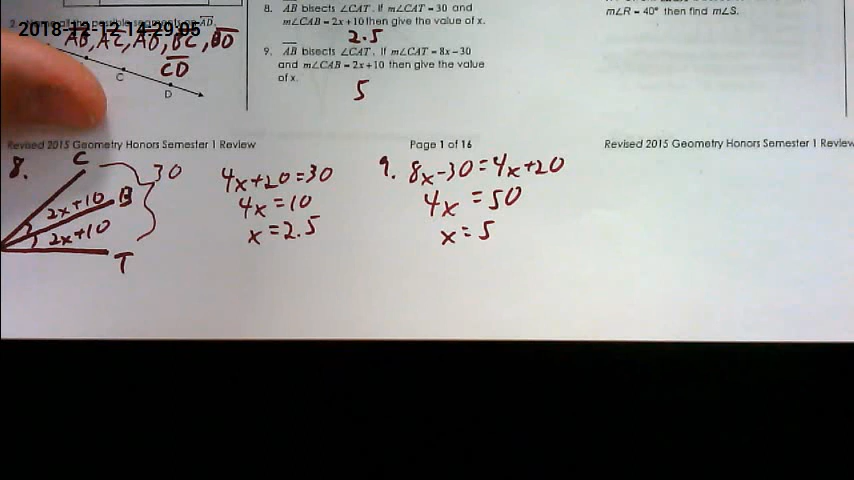 8. AB bisects ∠CAT. If m∠CAT = 30 and
m∠CAB = 2x+10 then give the value of x.
2.5
9. AB bisects ∠CAT. If m∠CAT = 8x-30
and m∠CAB = 2x+10 then give the value
of x.
5
m∠R = 40° then find m∠S.
2018-12-12 14:29:05
AB, AC, AD, BC, BD
CD
C
D
Revised 2015 Geometry Honors Semester 1 Review
Page 1 of 16
Revised 2015 Geometry Honors Semester 1 Review
8.
C
30
2x+10 B
2x+10
T
4x+20=30
4x=10
x=2.5
9. 8x-30=4x+20
4x=50
x=5